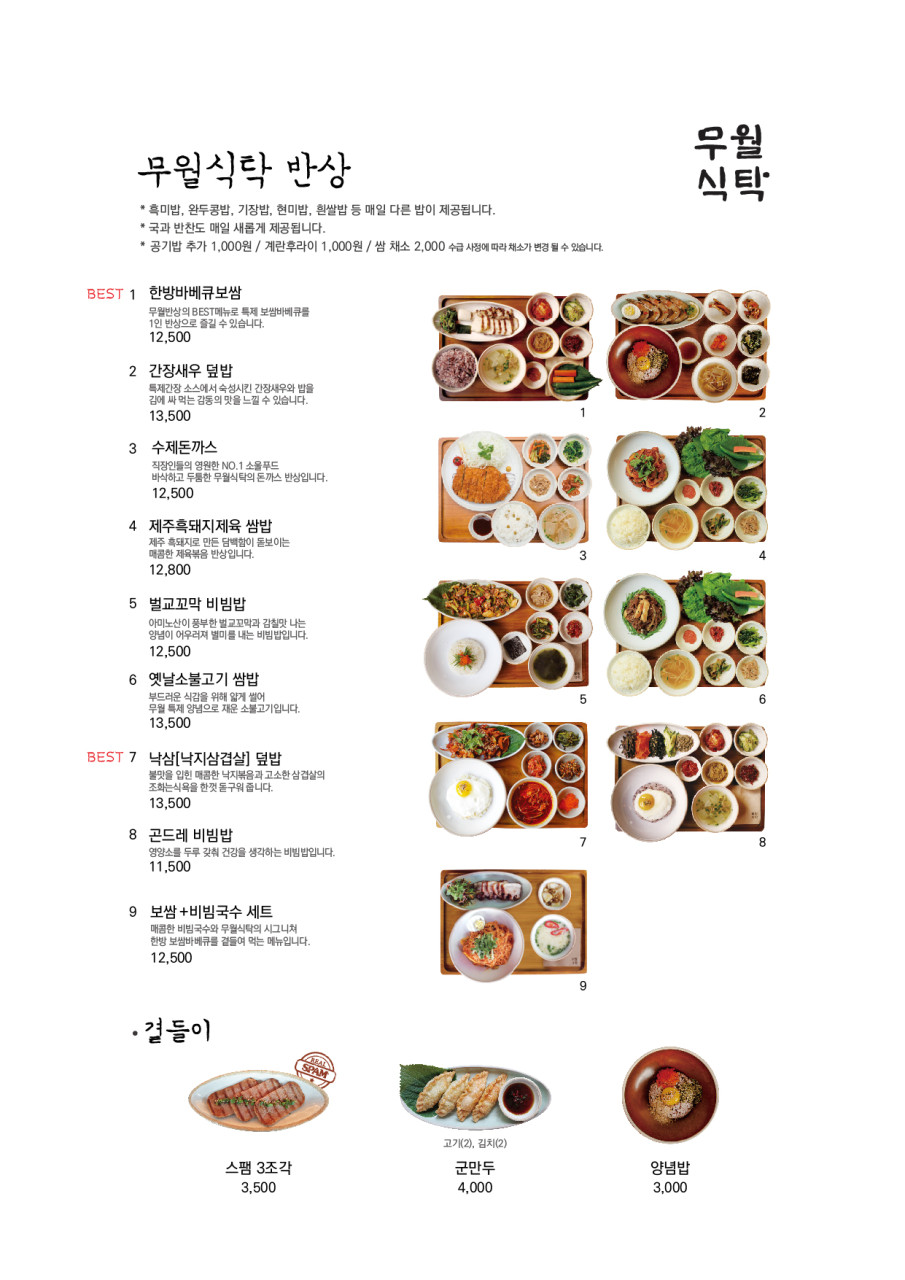 무월식탁 반상
무월
식탁
* 흑미밥, 완두콩밥, 기장밥, 현미밥, 흰쌀밥 등 매일 다른 밥이 제공됩니다.
* 국과 반찬도 매일 새롭게 제공됩니다.
* 공기밥 추가 1,000원 / 계란후라이 1,000원 / 쌈 채소 2,000 수급 사정에 따라 채소가 변경 될 수 있습니다.
BEST 1 한방바베큐보쌈
무월반상의 BEST메뉴로 특제 보쌈바베큐를
1인 반상으로 즐길 수 있습니다.
12,500
2 간장새우 덮밥
특제간장 소스에서 숙성시킨 간장새우와 밥을
김에 싸 먹는 감동의 맛을 느낄 수 있습니다.
13,500
3 수제돈까스
직장인들의 영원한 NO.1 소울푸드
바삭하고 두툼한 무월식탁의 돈까스 반상입니다.
12,500
4 제주흑돼지제육 쌈밥
제주 흑돼지로 만든 담백함이 돋보이는
매콤한 제육볶음 반상입니다.
12,800
5 벌교꼬막 비빔밥
아미노산이 풍부한 벌교꼬막과 감칠맛 나는
양념이 어우러져 별미를 내는 비빔밥입니다.
12,500
6 옛날소불고기 쌈밥
부드러운 식감을 위해 얇게 썰어
무월 특제 양념으로 재운 소불고기입니다.
13,500
BEST 7 낙삼[낙지삼겹살] 덮밥
불맛을 입힌 매콤한 낙지볶음과 고소한 삼겹살의
조화는식욕을 한껏 돋구워 줍니다.
13,500
8 곤드레 비빔밥
영양소를 두루 갖춰 건강을 생각하는 비빔밥입니다.
11,500
9 보쌈+비빔국수 세트
매콤한 비빔국수와 무월식탁의 시그니쳐
한방 보쌈바베큐를 곁들여 먹는 메뉴입니다.
12,500
1
2
3
4
5
6
7
8
9
• 곁들이
REAL
SPAM
고기(2), 김치(2)
스팸 3조각
3,500
군만두
4,000
양념밥
3,000